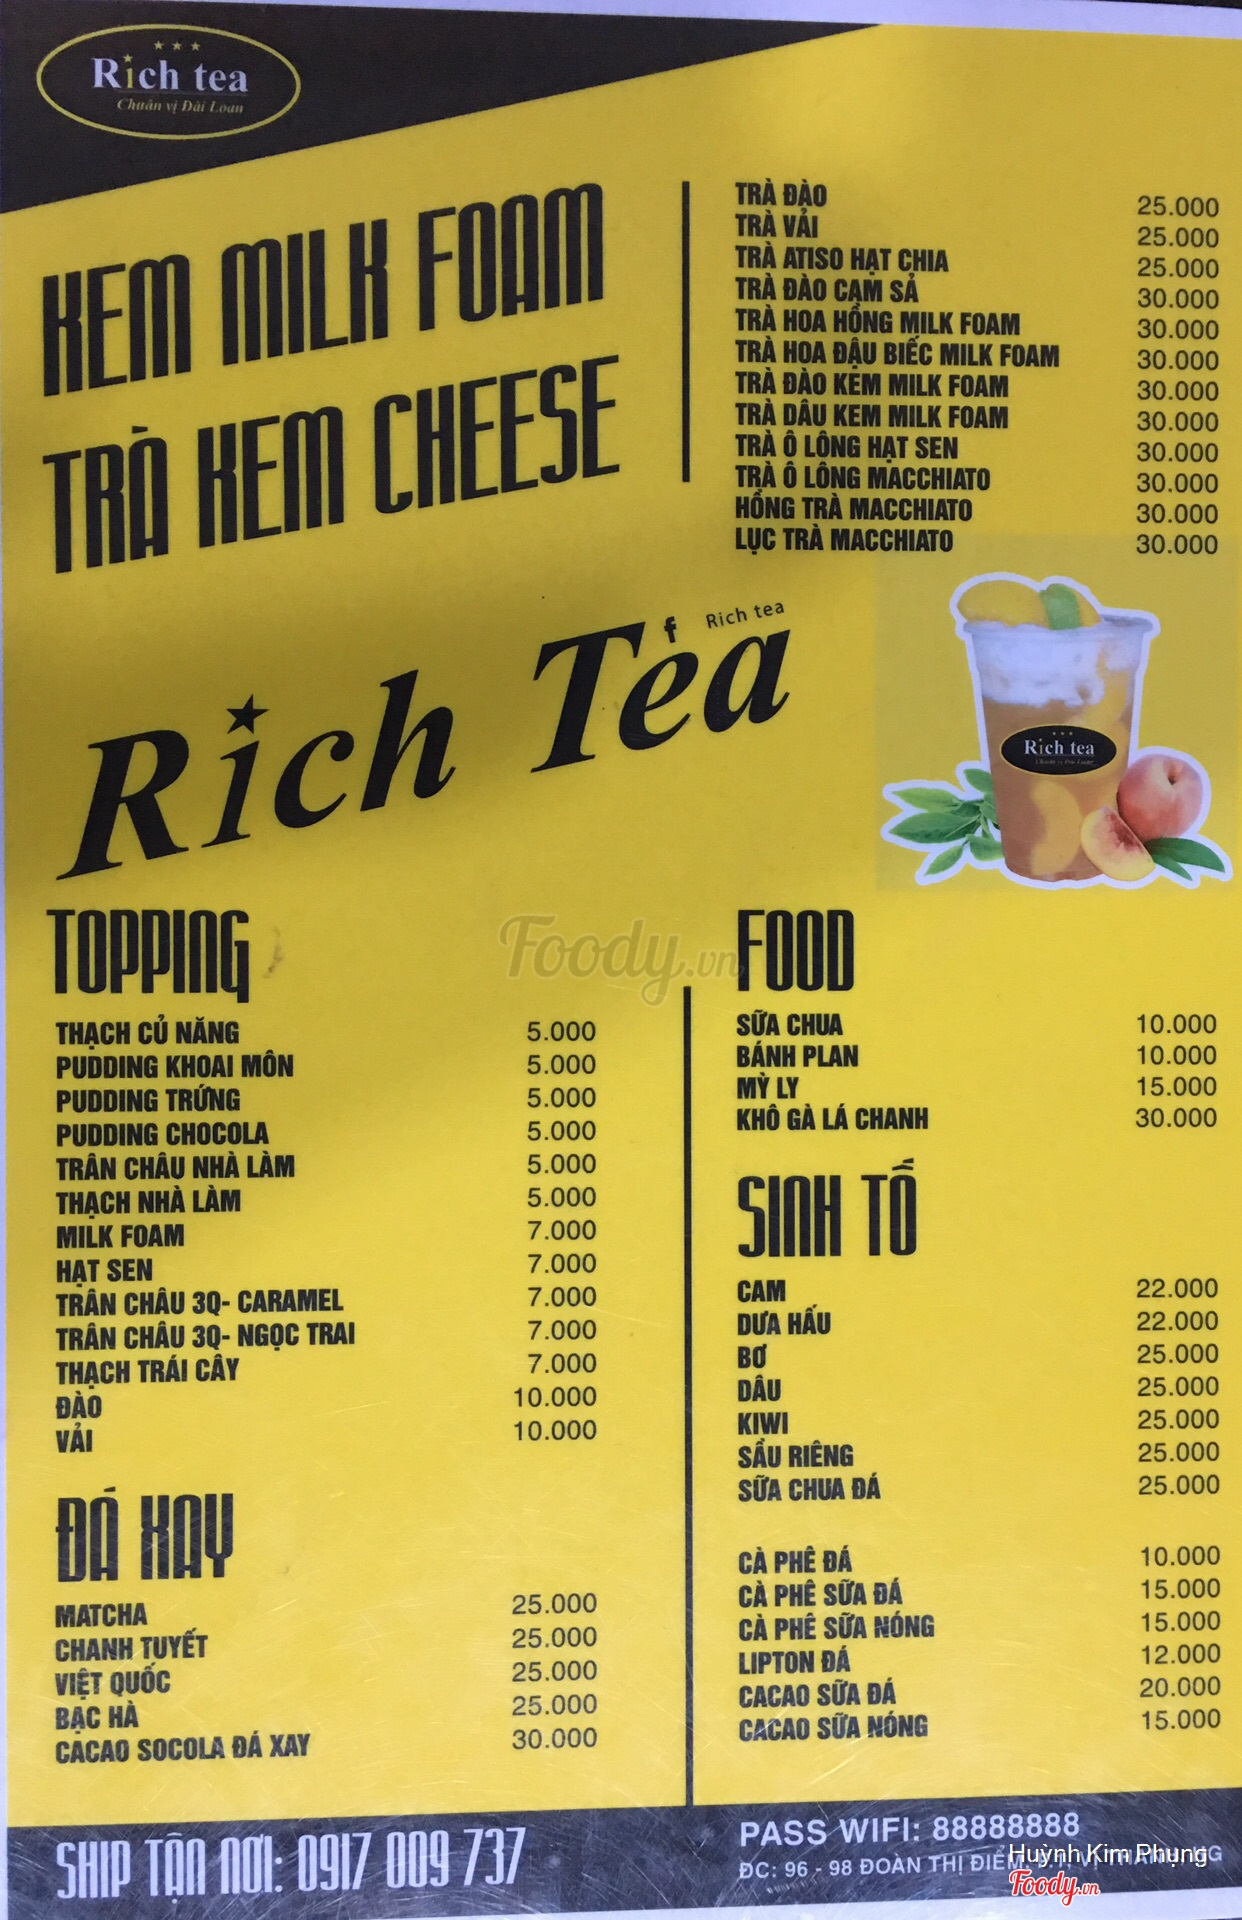 Rich tea
Chuẩn vị Đài Loan
KEM MILK FOAM
TRÀ KEM CHEESE
TRÀ ĐÀO 25.000
TRÀ VẢI 25.000
TRÀ ATISO HẠT CHIA 25.000
TRÀ ĐÀO CAM SẢ 30.000
TRÀ HOA HỒNG MILK FOAM 30.000
TRÀ HOA ĐẬU BIẾC MILK FOAM 30.000
TRÀ ĐÀO KEM MILK FOAM 30.000
TRÀ DÂU KEM MILK FOAM 30.000
TRÀ Ô LÔNG HẠT SEN 30.000
TRÀ Ô LÔNG MACCHIATO 30.000
HỒNG TRÀ MACCHIATO 30.000
LỤC TRÀ MACCHIATO 30.000
f Rich tea
Rich Tea
Rich tea
Chuẩn vị Đài Loan
TOPPING
THẠCH CỦ NĂNG 5.000
PUDDING KHOAI MÔN 5.000
PUDDING TRỨNG 5.000
PUDDING CHOCOLA 5.000
TRÂN CHÂU NHÀ LÀM 5.000
THẠCH NHÀ LÀM 5.000
MILK FOAM 7.000
HẠT SEN 7.000
TRÂN CHÂU 3Q- CARAMEL 7.000
TRÂN CHÂU 3Q- NGỌC TRAI 7.000
THẠCH TRÁI CÂY 7.000
ĐÀO 10.000
VẢI 10.000
ĐÁ XAY
MATCHA 25.000
CHANH TUYẾT 25.000
VIỆT QUỐC 25.000
BẠC HÀ 25.000
CACAO SOCOLA ĐÁ XAY 30.000
Foody.vn
FOOD
SỮA CHUA 10.000
BÁNH PLAN 10.000
MỲ LY 15.000
KHÔ GÀ LÁ CHANH 30.000
SINH TỐ
CAM 22.000
DƯA HẤU 22.000
BƠ 25.000
DÂU 25.000
KIWI 25.000
SẦU RIÊNG 25.000
SỮA CHUA ĐÁ 25.000
CÀ PHÊ ĐÁ 10.000
CÀ PHÊ SỮA ĐÁ 15.000
CÀ PHÊ SỮA NÓNG 15.000
LIPTON ĐÁ 12.000
CACAO SỮA ĐÁ 20.000
CACAO SỮA NÓNG 15.000
SHIP TẬN NƠI: 0917 009 737
PASS WIFI: 88888888
ĐC: 96 - 98 ĐOÀN THỊ ĐIỂM
Huỳnh Kim Phụng
Foody.vn